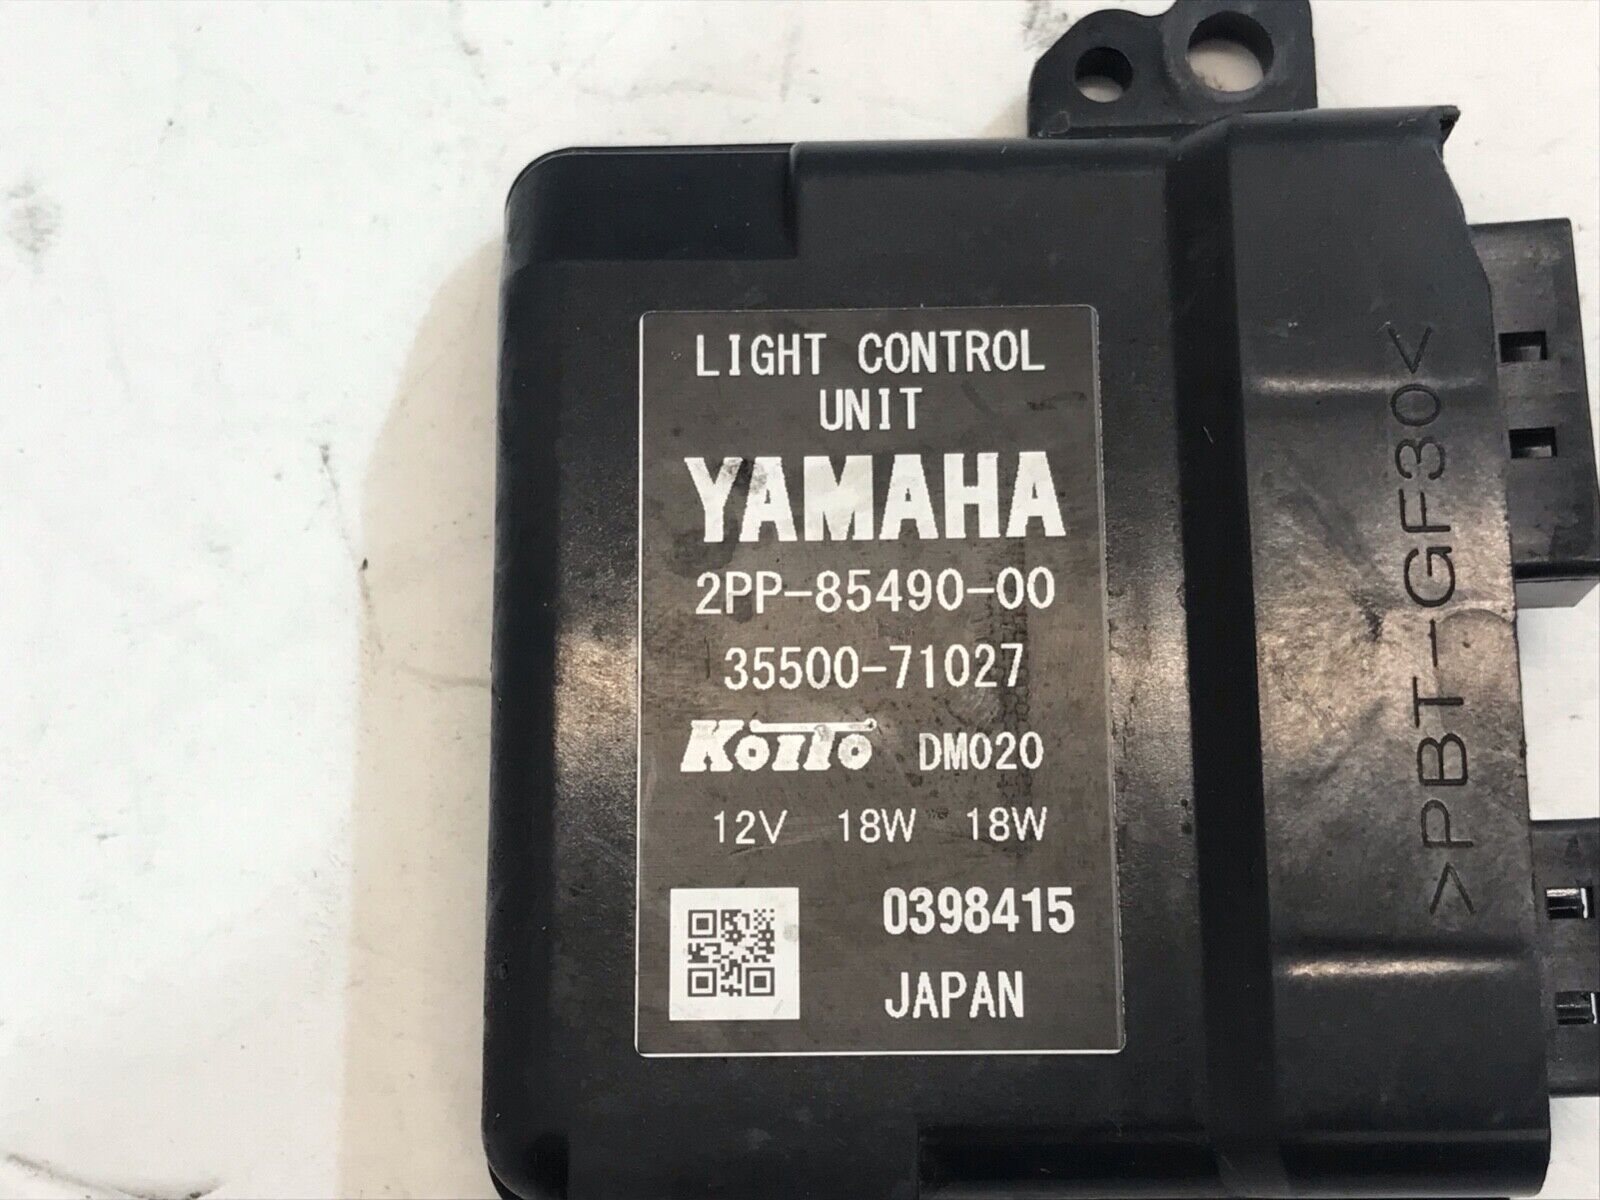 LIGHT CONTROL
UNIT
YAMAHA
2PP-85490-00
35500-71027
KOITO DM020
12V 18W 18W
0398415
JAPAN
>PBT-GF30<